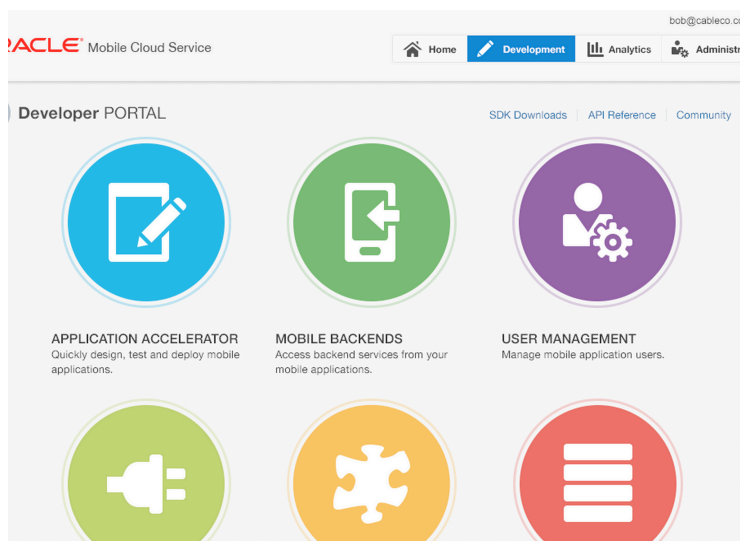 bob@cableco.c
ACLE Mobile Cloud Service
Home
Development
Analytics
Administr
Developer PORTAL
SDK Downloads
API Reference
Community
APPLICATION ACCELERATOR
Quickly design, test and deploy mobile
applications.
MOBILE BACKENDS
Access backend services from your
mobile applications.
USER MANAGEMENT
Manage mobile application users.